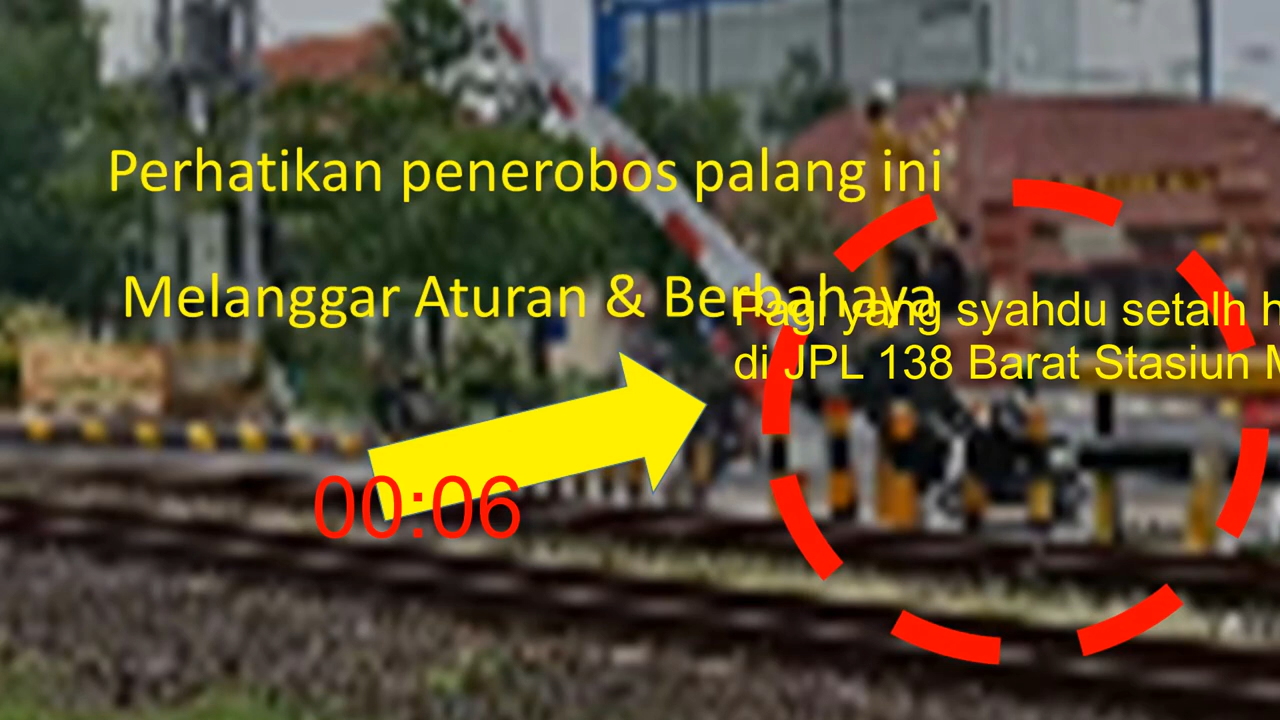 Perhatikan penerobos palang ini
Melanggar Aturan & Berbahaya
Pagi yang syahdu setalh h
di JPL 138 Barat Stasiun M
00:06